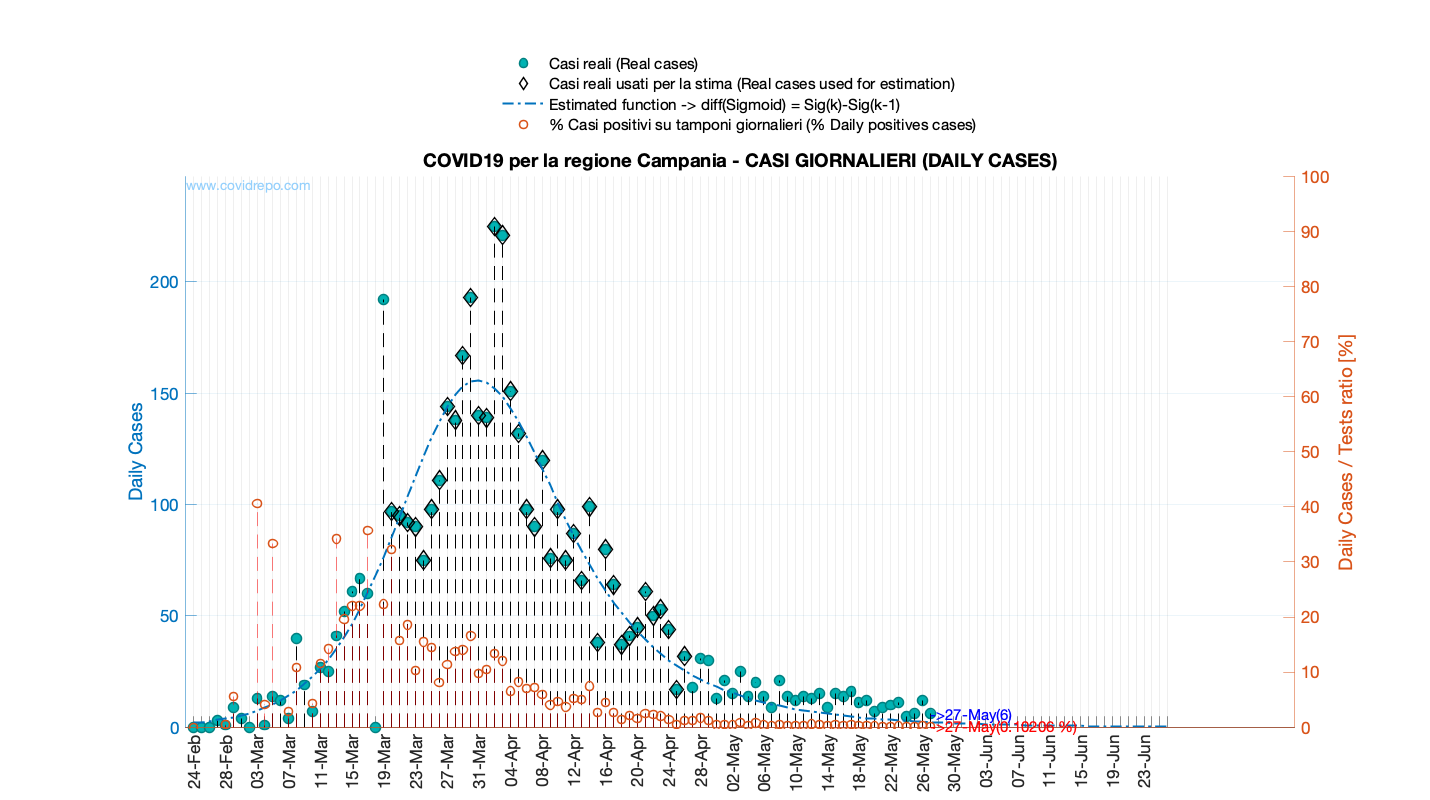 Casi reali (Real cases)
Casi reali usati per la stima (Real cases used for estimation)
Estimated function -> diff(Sigmoid) = Sig(k)-Sig(k-1)
% Casi positivi su tamponi giornalieri (% Daily positives cases)
COVID19 per la regione Campania - CASI GIORNALIERI (DAILY CASES)
www.covidrepo.com
Daily Cases
200
150
100
50
0
100
90
80
70
60
50
40
30
20
10
0
Daily Cases / Tests ratio [%]
>27-May(6)
24-Feb
28-Feb
03-Mar
07-Mar
11-Mar
15-Mar
19-Mar
23-Mar
27-Mar
31-Mar
04-Apr
08-Apr
12-Apr
16-Apr
20-Apr
24-Apr
28-Apr
02-May
06-May
10-May
14-May
18-May
22-May
26-May
30-May
03-Jun
07-Jun
11-Jun
15-Jun
19-Jun
23-Jun